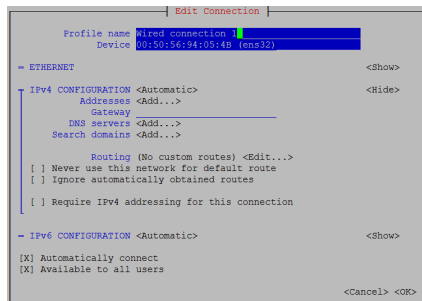 Edit Connection
Profile name Wired connection 1
Device 00:50:56:94:05:4B (ens32)
= ETHERNET <Show>
IPv4 CONFIGURATION <Automatic> <Hide>
Addresses <Add...>
Gateway
DNS servers <Add...>
Search domains <Add...>
Routing (No custom routes) <Edit...>
[ ] Never use this network for default route
[ ] Ignore automatically obtained routes
[ ] Require IPv4 addressing for this connection
= IPv6 CONFIGURATION <Automatic> <Show>
[X] Automatically connect
[X] Available to all users
<Cancel> <OK>